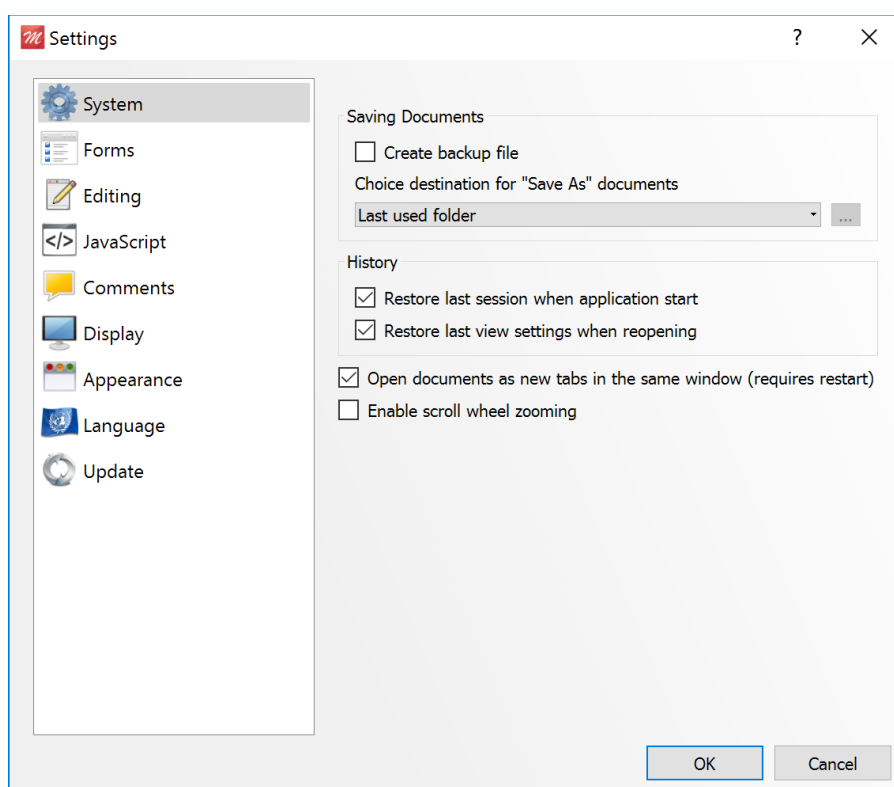 Settings
?
System
Forms
Editing
</> JavaScript
Comments
Display
Appearance
Language
Update
Saving Documents
Create backup file
Choice destination for "Save As" documents
Last used folder
...
History
Restore last session when application start
Restore last view settings when reopening
Open documents as new tabs in the same window (requires restart)
Enable scroll wheel zooming
OK
Cancel